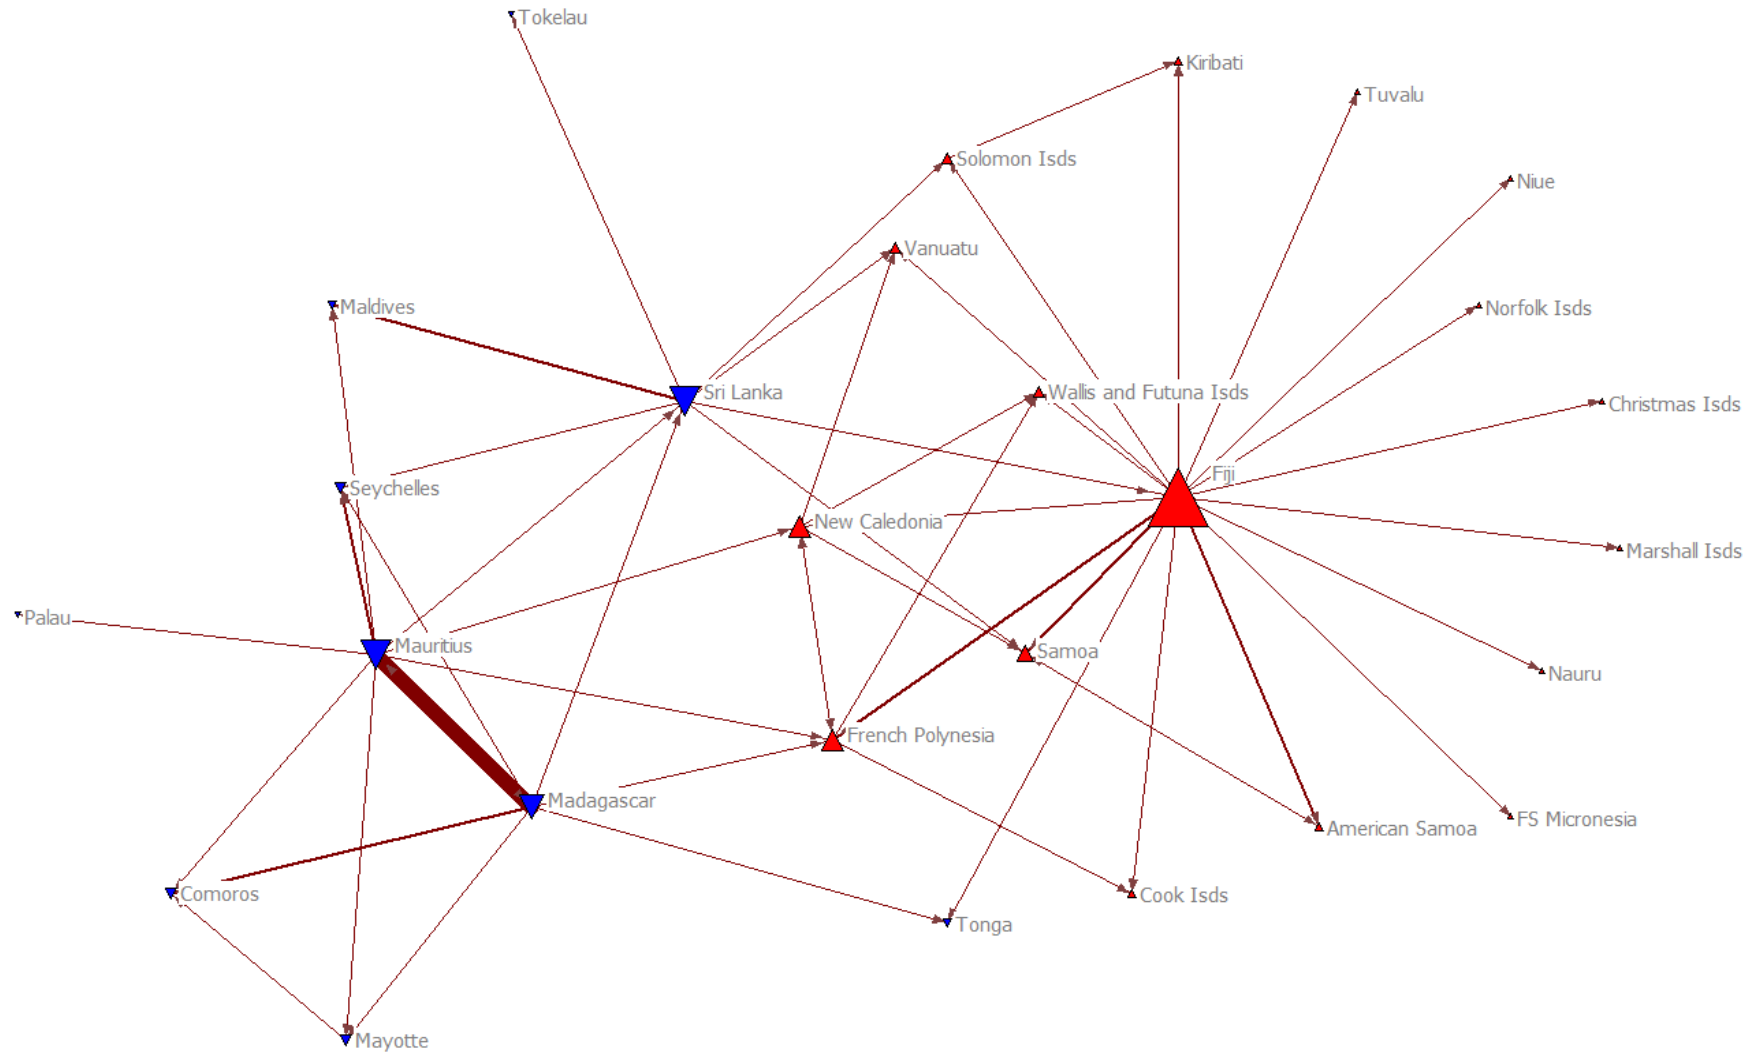 Tokelau
Kiribati
Tuvalu
Solomon Isds
Niue
Vanuatu
Maldives
Norfolk Isds
Sri Lanka
Wallis and Futuna Isds
Christmas Isds
Fiji
Seychelles
New Caledonia
Marshall Isds
Palau
Mauritius
Samoa
Nauru
French Polynesia
Madagascar
FS Micronesia
American Samoa
Comoros
Cook Isds
Tonga
Mayotte